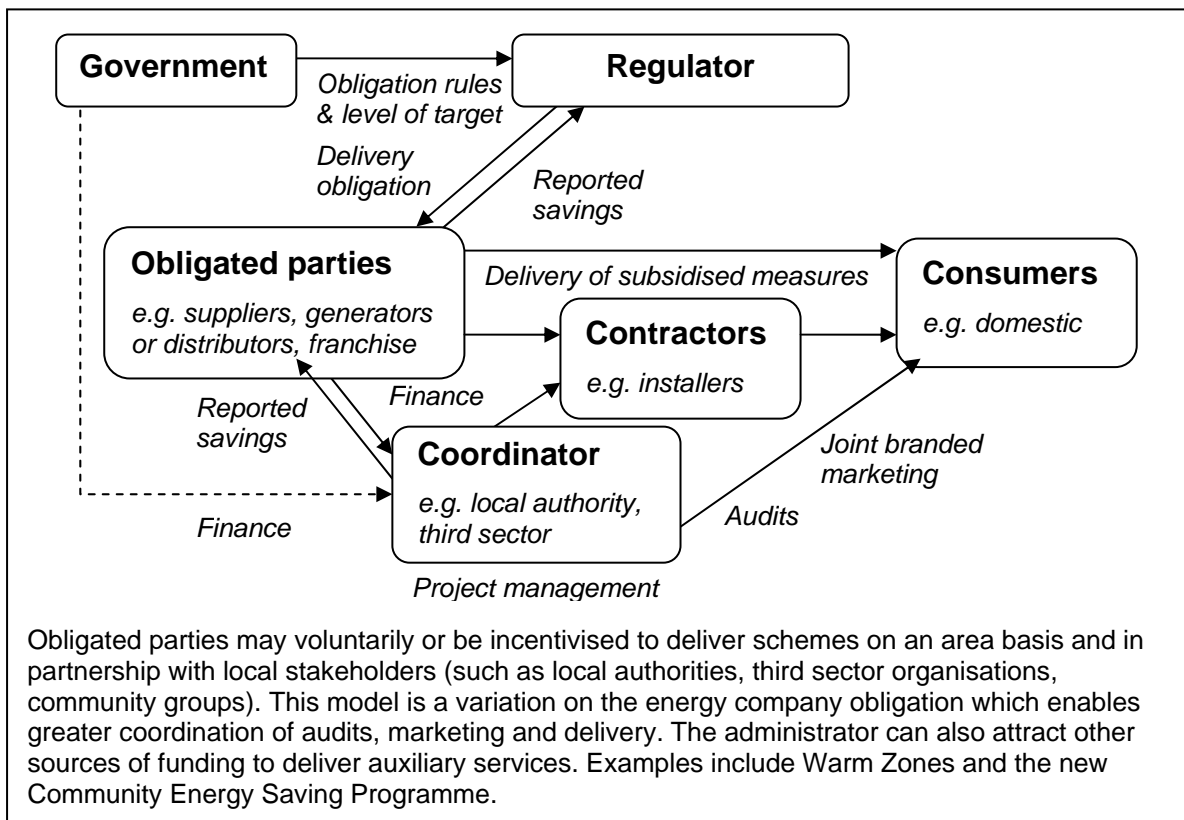 Government
Regulator
Obligation rules
& level of target
Delivery
obligation
Reported
savings
Obligated parties
e.g. suppliers, generators
or distributors, franchise
Delivery of subsidised measures
Consumers
e.g. domestic
Contractors
e.g. installers
Reported
savings
Finance
Coordinator
e.g. local authority,
third sector
Joint branded
marketing
Audits
Finance
Project management
Obligated parties may voluntarily or be incentivised to deliver schemes on an area basis and in
partnership with local stakeholders (such as local authorities, third sector organisations,
community groups). This model is a variation on the energy company obligation which enables
greater coordination of audits, marketing and delivery. The administrator can also attract other
sources of funding to deliver auxiliary services. Examples include Warm Zones and the new
Community Energy Saving Programme.